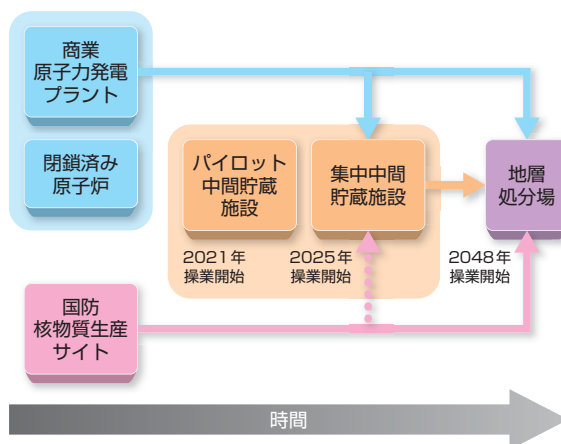 商業
原子力発電
プラント
閉鎖済み
原子炉
パイロット
中間貯蔵
施設
集中中間
貯蔵施設
地層
処分場
2021年
操業開始
2025年
操業開始
2048年
操業開始
国防
核物質生産
サイト
時間